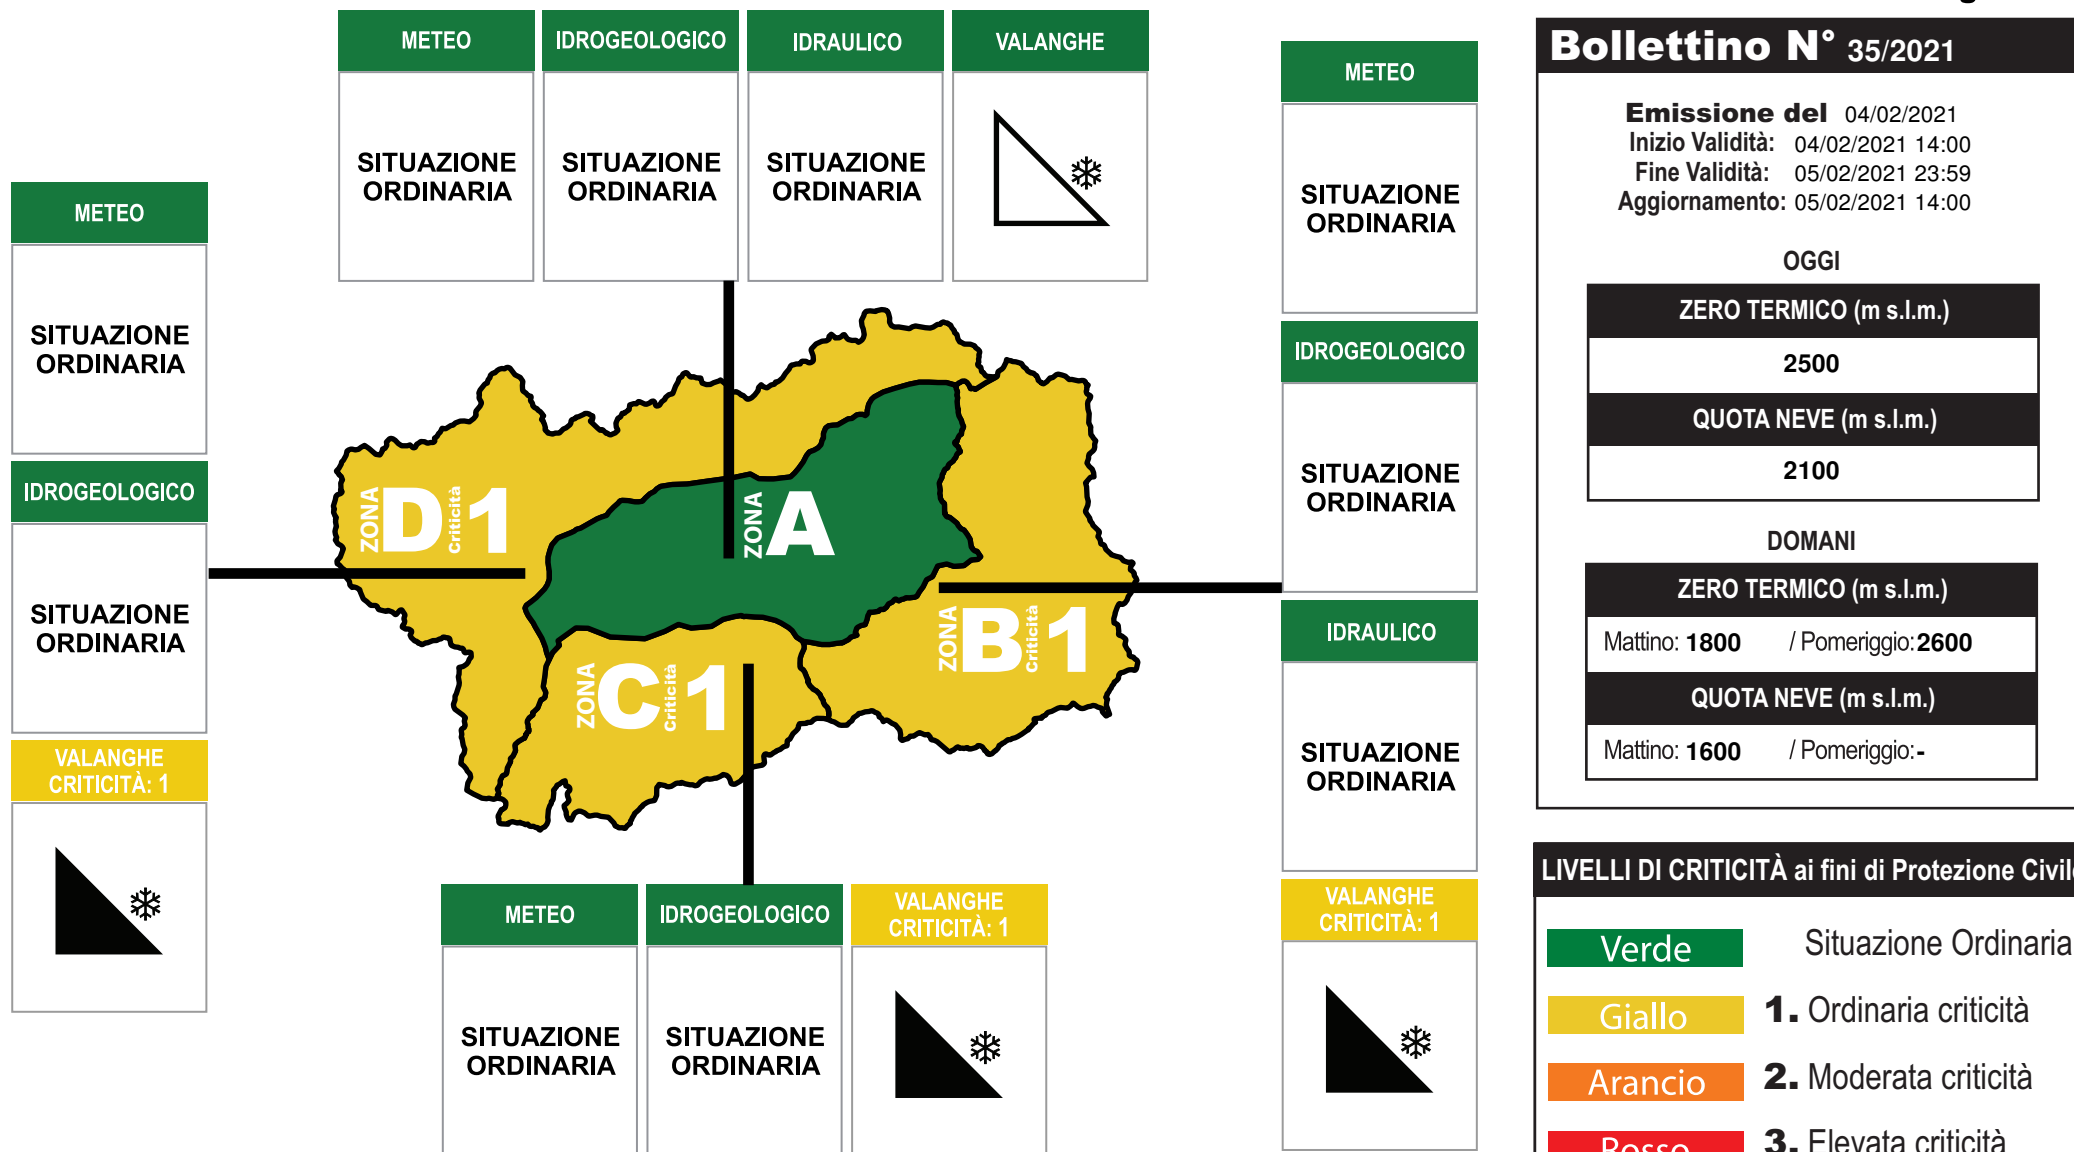 METEO
IDROGEOLOGICO
IDRAULICO
VALANGHE
SITUAZIONE
ORDINARIA
SITUAZIONE
ORDINARIA
SITUAZIONE
ORDINARIA
METEO
SITUAZIONE
ORDINARIA
IDROGEOLOGICO
SITUAZIONE
ORDINARIA
VALANGHE
CRITICITÀ: 1
ZONA D Criticità 1
ZONA A
ZONA C Criticità 1
ZONA B Criticità 1
METEO
IDROGEOLOGICO
VALANGHE
CRITICITÀ: 1
SITUAZIONE
ORDINARIA
SITUAZIONE
ORDINARIA
METEO
SITUAZIONE
ORDINARIA
IDROGEOLOGICO
SITUAZIONE
ORDINARIA
IDRAULICO
SITUAZIONE
ORDINARIA
VALANGHE
CRITICITÀ: 1
Bollettino N° 35/2021
Emissione del 04/02/2021
Inizio Validità: 04/02/2021 14:00
Fine Validità: 05/02/2021 23:59
Aggiornamento: 05/02/2021 14:00
OGGI
ZERO TERMICO (m s.l.m.)
2500
QUOTA NEVE (m s.l.m.)
2100
DOMANI
ZERO TERMICO (m s.l.m.)
Mattino: 1800 / Pomeriggio: 2600
QUOTA NEVE (m s.l.m.)
Mattino: 1600 / Pomeriggio: -
LIVELLI DI CRITICITÀ ai fini di Protezione Civile
Verde Situazione Ordinaria
Giallo 1. Ordinaria criticità
Arancio 2. Moderata criticità
Rosso 3. Elevata criticità